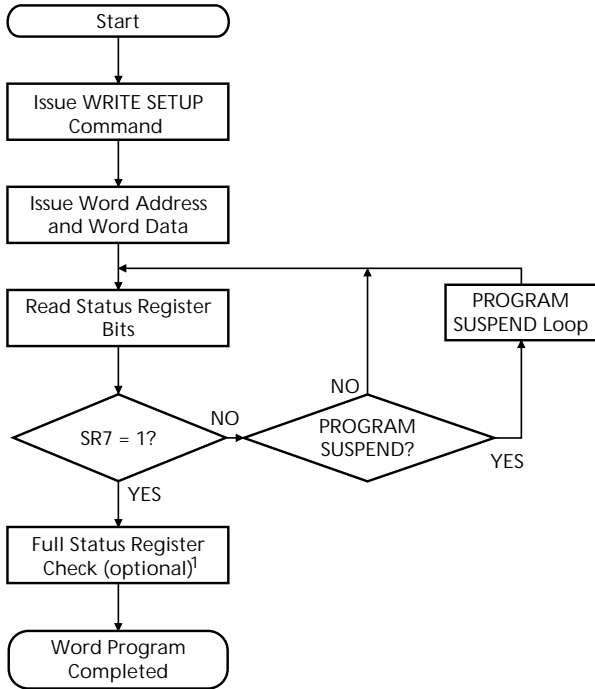 Start
Issue WRITE SETUP
Command
Issue Word Address
and Word Data
Read Status Register
Bits
PROGRAM
SUSPEND Loop
SR7 = 1?
NO
PROGRAM
SUSPEND?
NO
YES
YES
Full Status Register
Check (optional)1
Word Program
Completed